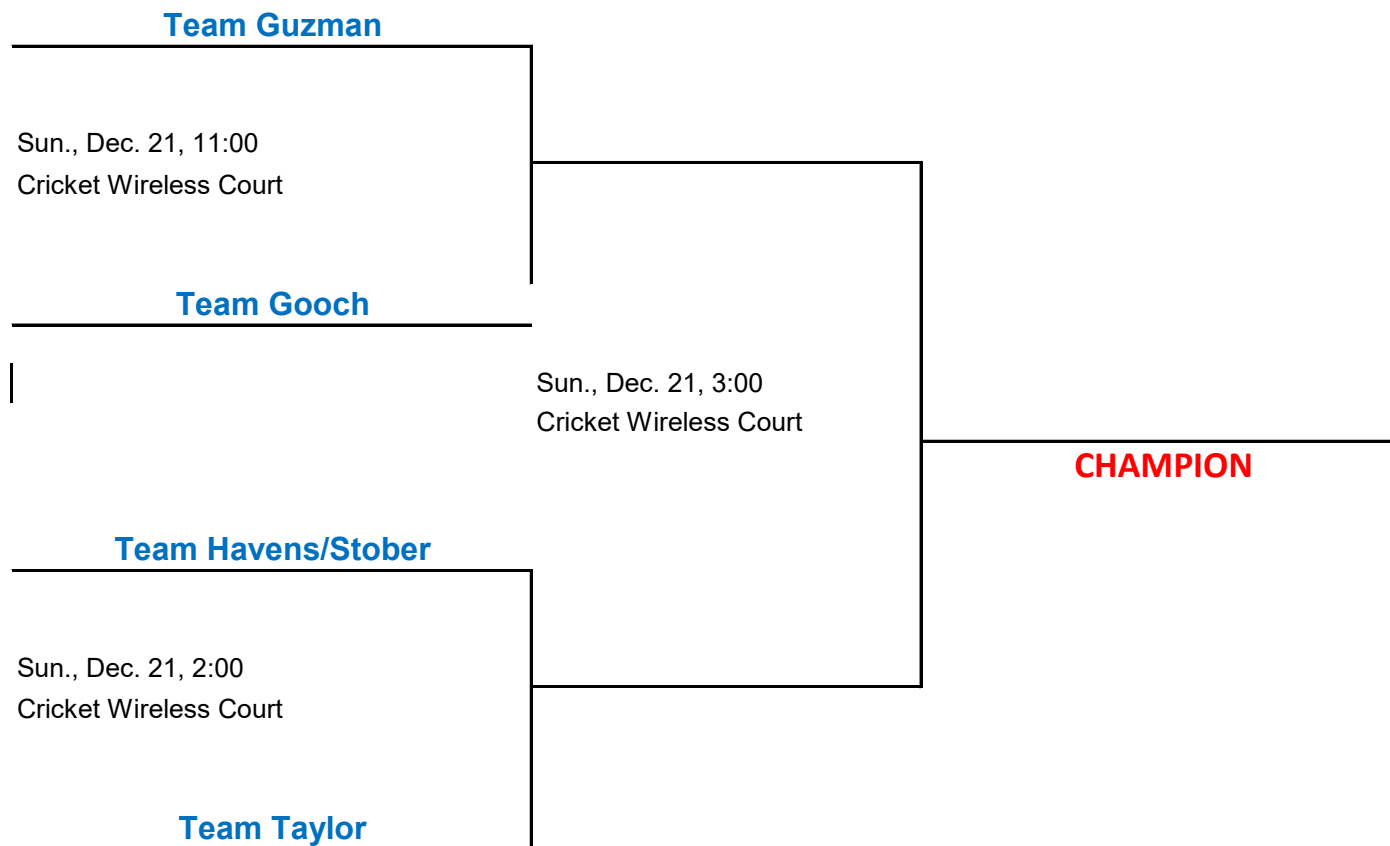 Team Guzman
Sun., Dec. 21, 11:00
Cricket Wireless Court
Team Gooch
Sun., Dec. 21, 3:00
Cricket Wireless Court
CHAMPION
Team Havens/Stober
Sun., Dec. 21, 2:00
Cricket Wireless Court
Team Taylor